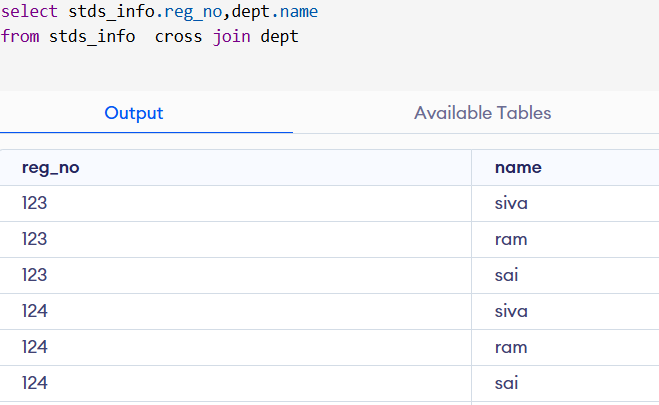 select stds_info.reg_no,dept.name
from stds_info  cross join dept
Output Available Tables
reg_no name
123 siva
123 ram
123 sai
124 siva
124 ram
124 sai